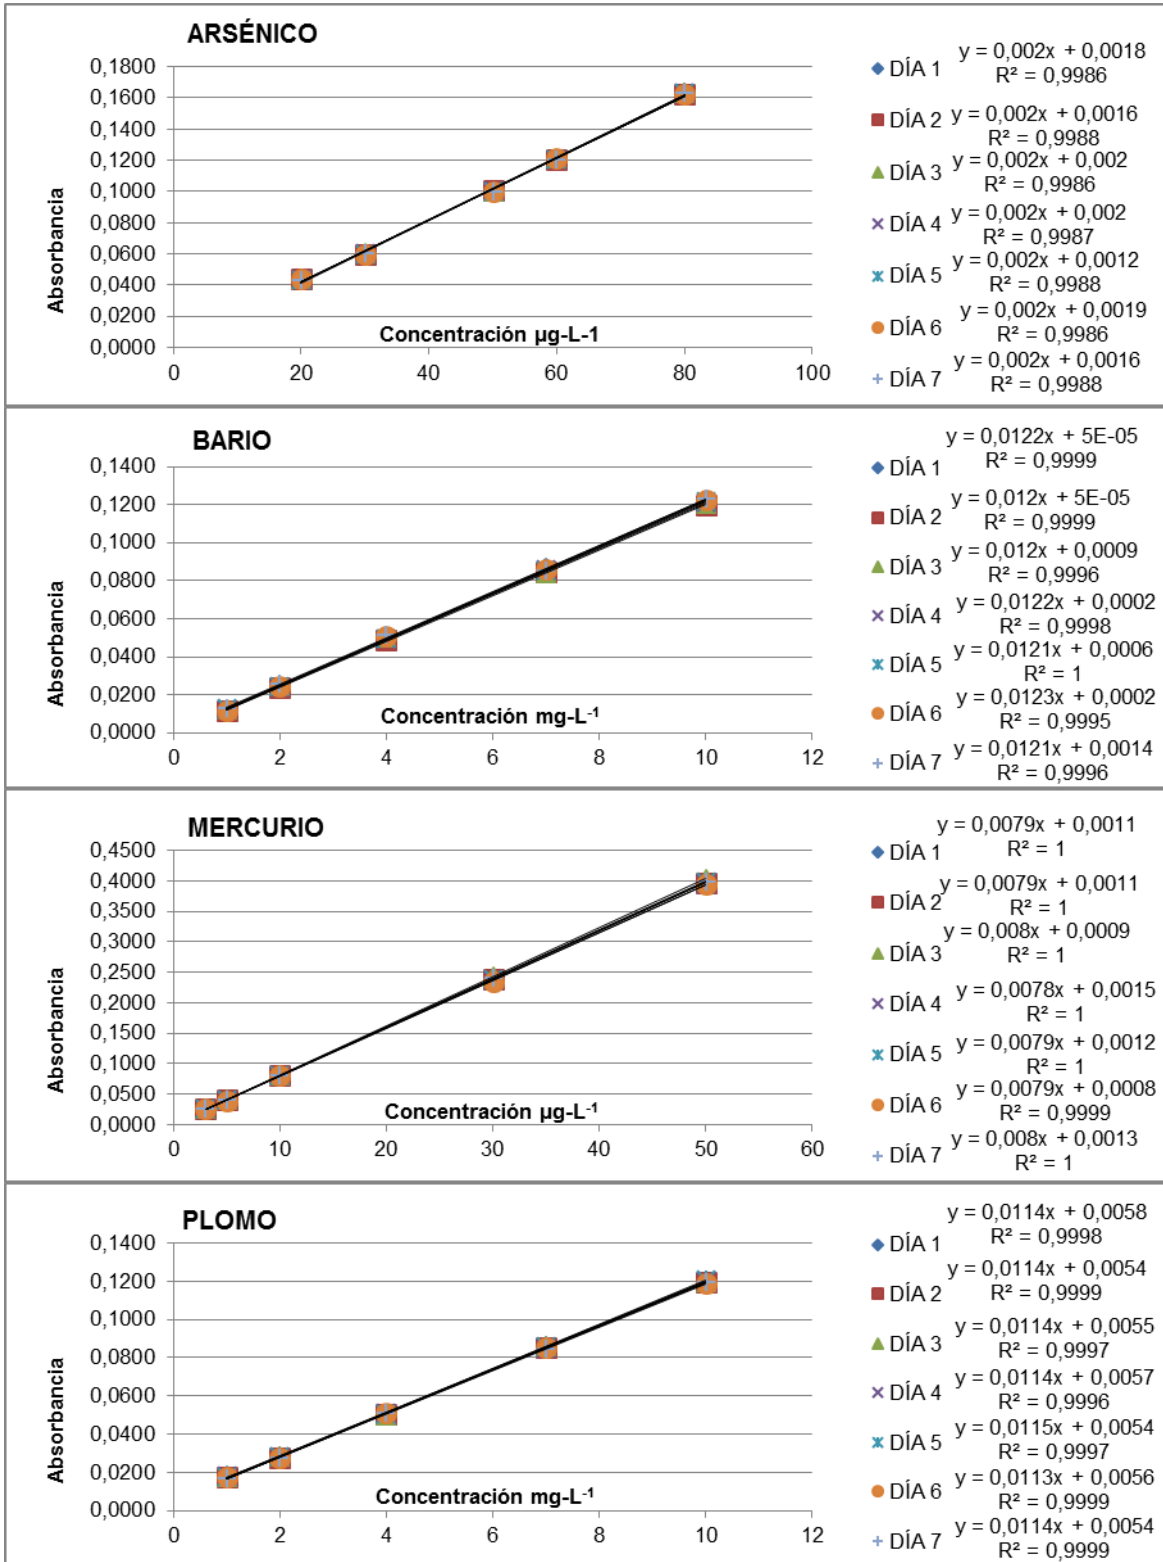 ARSÉNICO
0,1800
0,1600
0,1400
0,1200
0,1000
0,0800
0,0600
0,0400
0,0200
0,0000
Absorbancia
Concentración µg-L-1
0 20 40 60 80 100
DÍA 1 y = 0,002x + 0,0018
R² = 0,9986
DÍA 2 y = 0,002x + 0,0016
R² = 0,9988
DÍA 3 y = 0,002x + 0,002
R² = 0,9986
DÍA 4 y = 0,002x + 0,002
R² = 0,9987
DÍA 5 y = 0,002x + 0,0012
R² = 0,9988
DÍA 6 y = 0,002x + 0,0019
R² = 0,9986
DÍA 7 y = 0,002x + 0,0016
R² = 0,9988
BARIO
0,1400
0,1200
0,1000
0,0800
0,0600
0,0400
0,0200
0,0000
Absorbancia
Concentración mg-L⁻¹
0 2 4 6 8 10 12
DÍA 1 y = 0,0122x + 5E-05
R² = 0,9999
DÍA 2 y = 0,012x + 5E-05
R² = 0,9999
DÍA 3 y = 0,012x + 0,0009
R² = 0,9996
DÍA 4 y = 0,0122x + 0,0002
R² = 0,9998
DÍA 5 y = 0,0121x + 0,0006
R² = 1
DÍA 6 y = 0,0123x + 0,0002
R² = 0,9995
DÍA 7 y = 0,0121x + 0,0014
R² = 0,9996
MERCURIO
0,4500
0,4000
0,3500
0,3000
0,2500
0,2000
0,1500
0,1000
0,0500
0,0000
Absorbancia
Concentración µg-L⁻¹
0 10 20 30 40 50 60
DÍA 1 y = 0,0079x + 0,0011
R² = 1
DÍA 2 y = 0,0079x + 0,0011
R² = 1
DÍA 3 y = 0,008x + 0,0009
R² = 1
DÍA 4 y = 0,0078x + 0,0015
R² = 1
DÍA 5 y = 0,0079x + 0,0012
R² = 1
DÍA 6 y = 0,0079x + 0,0008
R² = 0,9999
DÍA 7 y = 0,008x + 0,0013
R² = 1
PLOMO
0,1400
0,1200
0,1000
0,0800
0,0600
0,0400
0,0200
0,0000
Absorbancia
Concentración mg-L⁻¹
0 2 4 6 8 10 12
DÍA 1 y = 0,0114x + 0,0058
R² = 0,9998
DÍA 2 y = 0,0114x + 0,0054
R² = 0,9999
DÍA 3 y = 0,0114x + 0,0055
R² = 0,9997
DÍA 4 y = 0,0114x + 0,0057
R² = 0,9996
DÍA 5 y = 0,0115x + 0,0054
R² = 0,9997
DÍA 6 y = 0,0113x + 0,0056
R² = 0,9999
DÍA 7 y = 0,0114x + 0,0054
R² = 0,9999